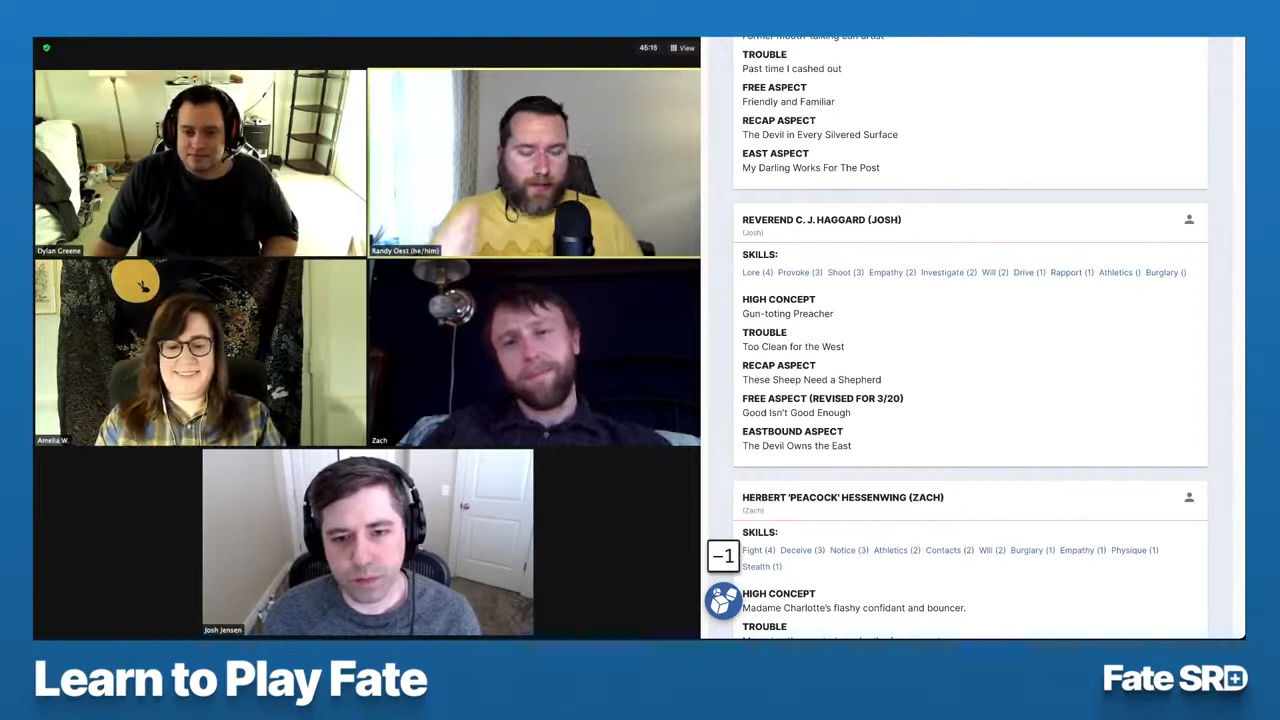 45:15 View
Dylan Greene
Randy Oest (he/him)
Amelia W.
Zach
Josh Jensen
Former Mouth-talking con artist
TROUBLE
Past time I cashed out
FREE ASPECT
Friendly and Familiar
RECAP ASPECT
The Devil in Every Silvered Surface
EAST ASPECT
My Darling Works For The Post
REVEREND C. J. HAGGARD (JOSH)
(Josh)
SKILLS:
Lore (4) Provoke (3) Shoot (3) Empathy (2) Investigate (2) Will (2) Drive (1) Rapport (1) Athletics () Burglary ()
HIGH CONCEPT
Gun-toting Preacher
TROUBLE
Too Clean for the West
RECAP ASPECT
These Sheep Need a Shepherd
FREE ASPECT (REVISED FOR 3/20)
Good Isn't Good Enough
EASTBOUND ASPECT
The Devil Owns the East
HERBERT 'PEACOCK' HESSENWING (ZACH)
(Zach)
SKILLS:
Fight (4) Deceive (3) Notice (3) Athletics (2) Contacts (2) Will (2) Burglary (1) Empathy (1) Physique (1)
Stealth (1)
−1
HIGH CONCEPT
Madame Charlotte's flashy confidant and bouncer.
TROUBLE
Learn to Play Fate
Fate SRD